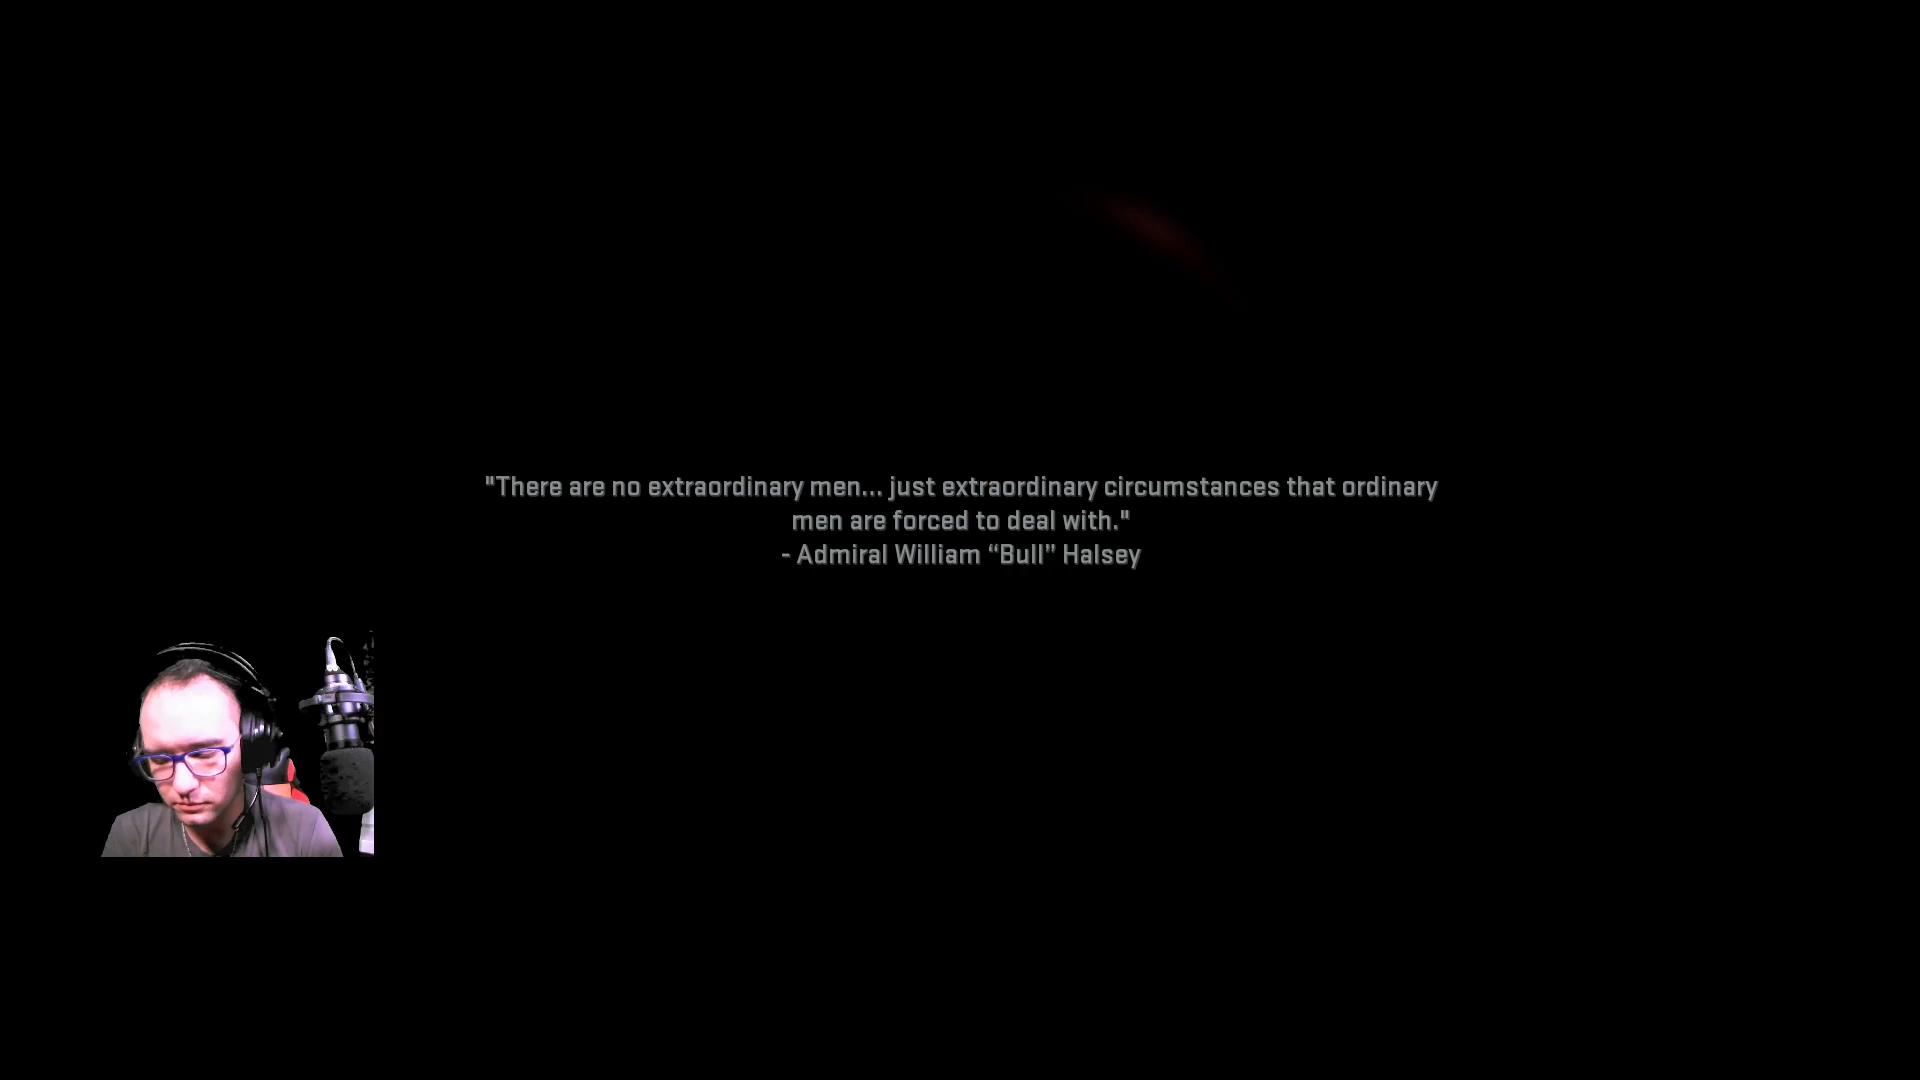 "There are no extraordinary men... just extraordinary circumstances that ordinary
men are forced to deal with."
- Admiral William “Bull” Halsey